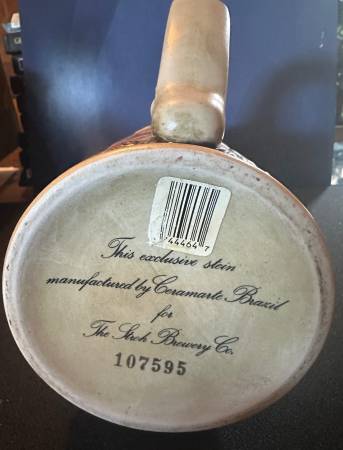 44464 7
This exclusive stein
manufactured by Ceramarte Brazil
for
The Stroh Brewery Co.
107595